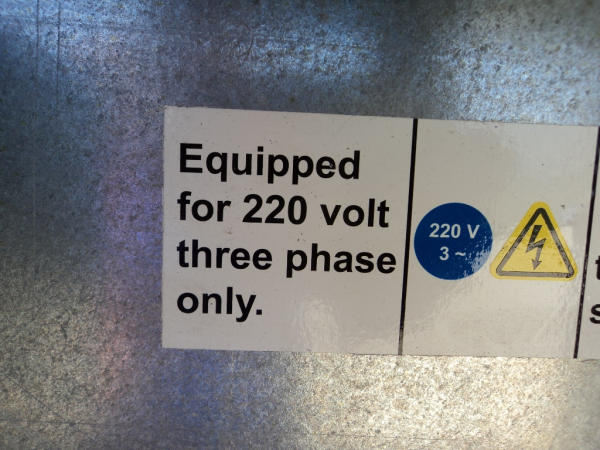 Equipped
for 220 volt
three phase
only.
220 V
3 ~